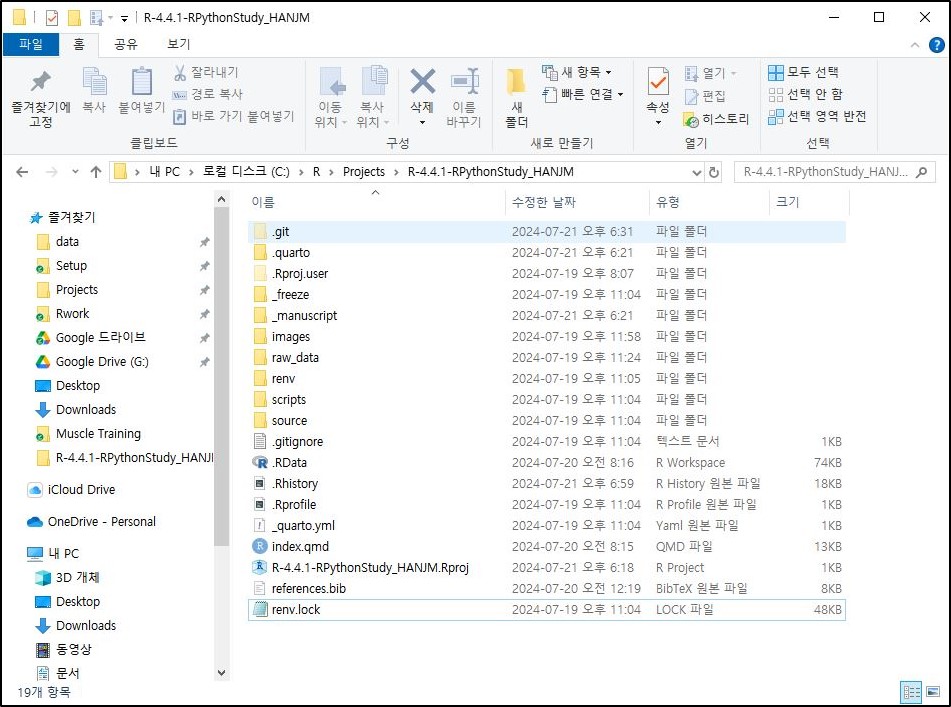 R-4.4.1-RPythonStudy_HANJM
파일 홈 공유 보기
즐겨찾기에 고정
복사
붙여넣기
잘라내기
경로 복사
바로 가기 붙여넣기
클립보드
이동 위치
복사 위치
삭제
이름 바꾸기
구성
새 폴더
새 항목
빠른 연결
새로 만들기
속성
열기
편집
히스토리
열기
모두 선택
선택 안 함
선택 영역 반전
선택
내 PC > 로컬 디스크 (C:) > R > Projects > R-4.4.1-RPythonStudy_HANJM
R-4.4.1-RPythonStudy_HANJ...
즐겨찾기
data
Setup
Projects
Rwork
Google 드라이브
Google Drive (G:)
Desktop
Downloads
Muscle Training
R-4.4.1-RPythonStudy_HANJI
iCloud Drive
OneDrive - Personal
내 PC
3D 개체
Desktop
Downloads
동영상
문서
이름 수정한 날짜 유형 크기
.git 2024-07-21 오후 6:31 파일 폴더
.quarto 2024-07-21 오후 6:21 파일 폴더
.Rproj.user 2024-07-19 오후 8:07 파일 폴더
_freeze 2024-07-19 오후 11:04 파일 폴더
_manuscript 2024-07-21 오후 6:21 파일 폴더
images 2024-07-19 오후 11:58 파일 폴더
raw_data 2024-07-19 오후 11:24 파일 폴더
renv 2024-07-19 오후 11:05 파일 폴더
scripts 2024-07-19 오후 11:04 파일 폴더
source 2024-07-19 오후 11:04 파일 폴더
.gitignore 2024-07-19 오후 11:04 텍스트 문서 1KB
.RData 2024-07-20 오전 8:16 R Workspace 74KB
.Rhistory 2024-07-21 오후 6:59 R History 원본 파일 18KB
.Rprofile 2024-07-19 오후 11:04 R Profile 원본 파일 1KB
_quarto.yml 2024-07-19 오후 11:04 Yaml 원본 파일 1KB
index.qmd 2024-07-20 오전 8:15 QMD 파일 13KB
R-4.4.1-RPythonStudy_HANJM.Rproj 2024-07-21 오후 6:18 R Project 1KB
references.bib 2024-07-20 오전 12:19 BibTeX 원본 파일 8KB
renv.lock 2024-07-19 오후 11:04 LOCK 파일 48KB
19개 항목